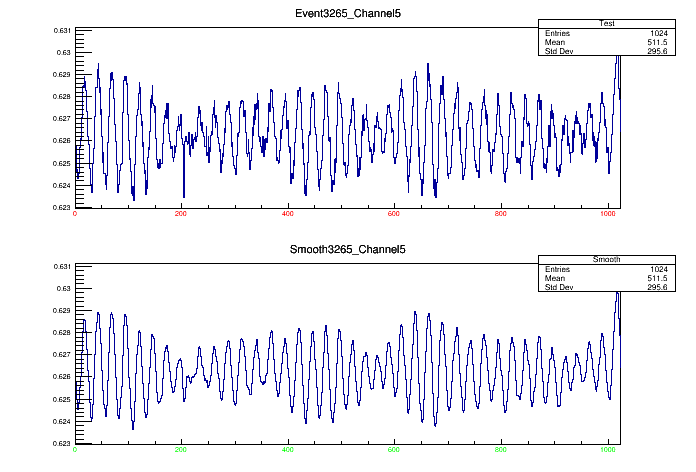 Event3265_Channel5
Test
Entries 1024
Mean 511.5
Std Dev 295.6
0.631
0.63
0.629
0.628
0.627
0.626
0.625
0.624
0.623
0 200 400 600 800 1000
Smooth3265_Channel5
Smooth
Entries 1024
Mean 511.5
Std Dev 295.6
0.631
0.63
0.629
0.628
0.627
0.626
0.625
0.624
0.623
0 200 400 600 800 1000